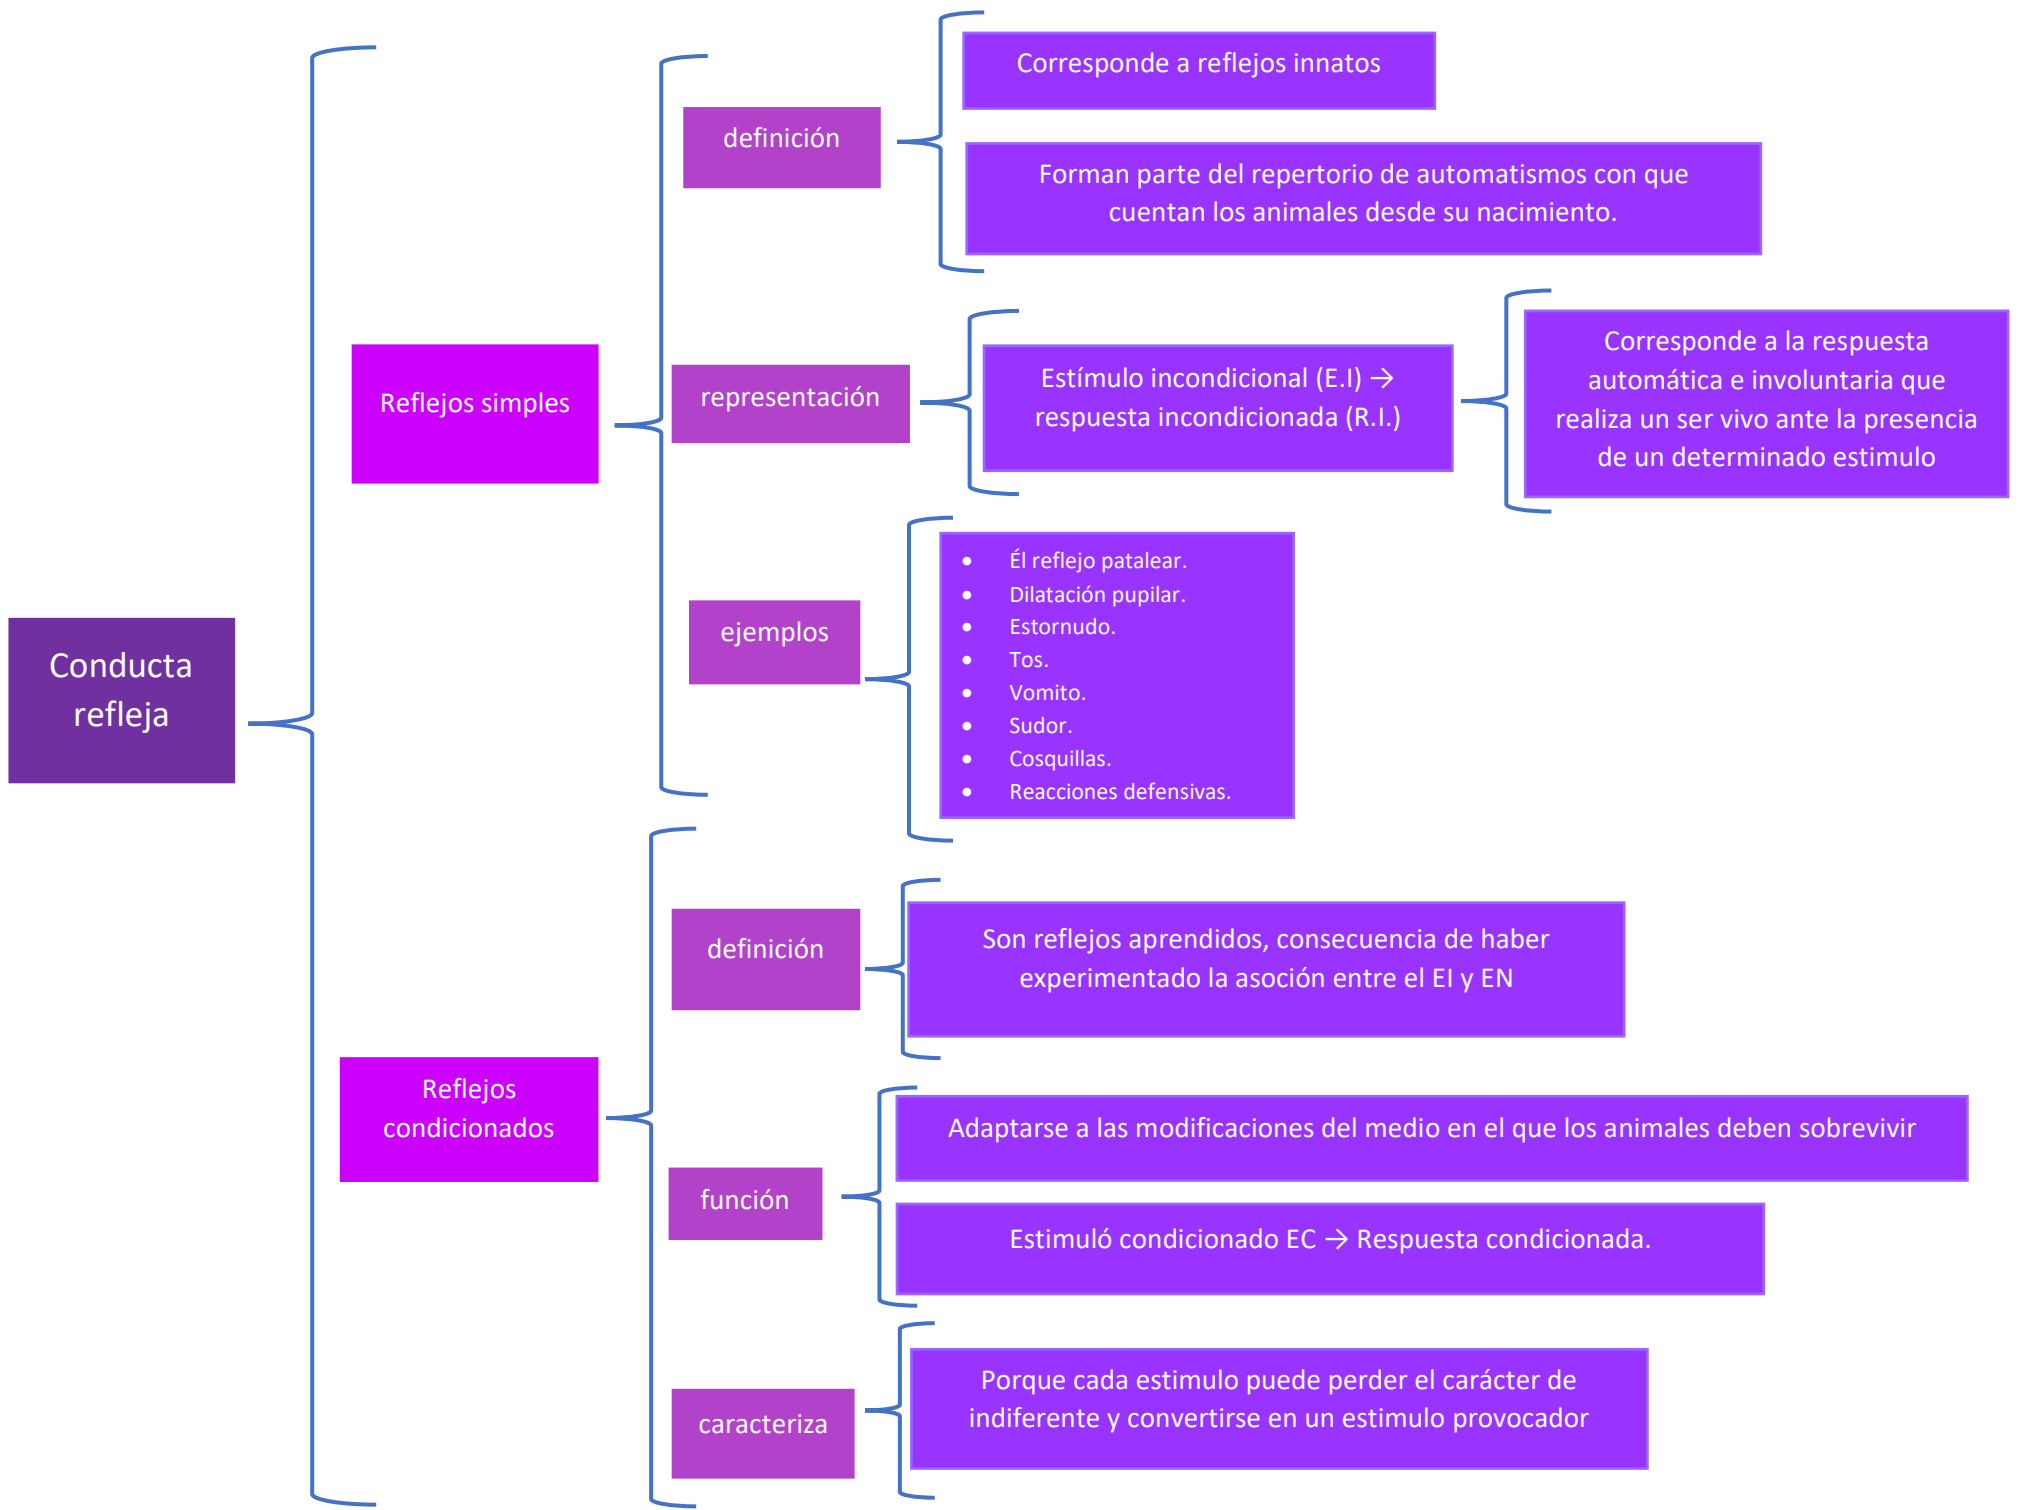 Conducta
refleja
Reflejos simples
definición
Corresponde a reflejos innatos
Forman parte del repertorio de automatismos con que
cuentan los animales desde su nacimiento.
representación
Estímulo incondicional (E.I) →
respuesta incondicionada (R.I.)
Corresponde a la respuesta
automática e involuntaria que
realiza un ser vivo ante la presencia
de un determinado estimulo
ejemplos
• Él reflejo patalear.
• Dilatación pupilar.
• Estornudo.
• Tos.
• Vomito.
• Sudor.
• Cosquillas.
• Reacciones defensivas.
Reflejos
condicionados
definición
Son reflejos aprendidos, consecuencia de haber
experimentado la asoción entre el EI y EN
función
Adaptarse a las modificaciones del medio en el que los animales deben sobrevivir
Estimuló condicionado EC → Respuesta condicionada.
caracteriza
Porque cada estimulo puede perder el carácter de
indiferente y convertirse en un estimulo provocador